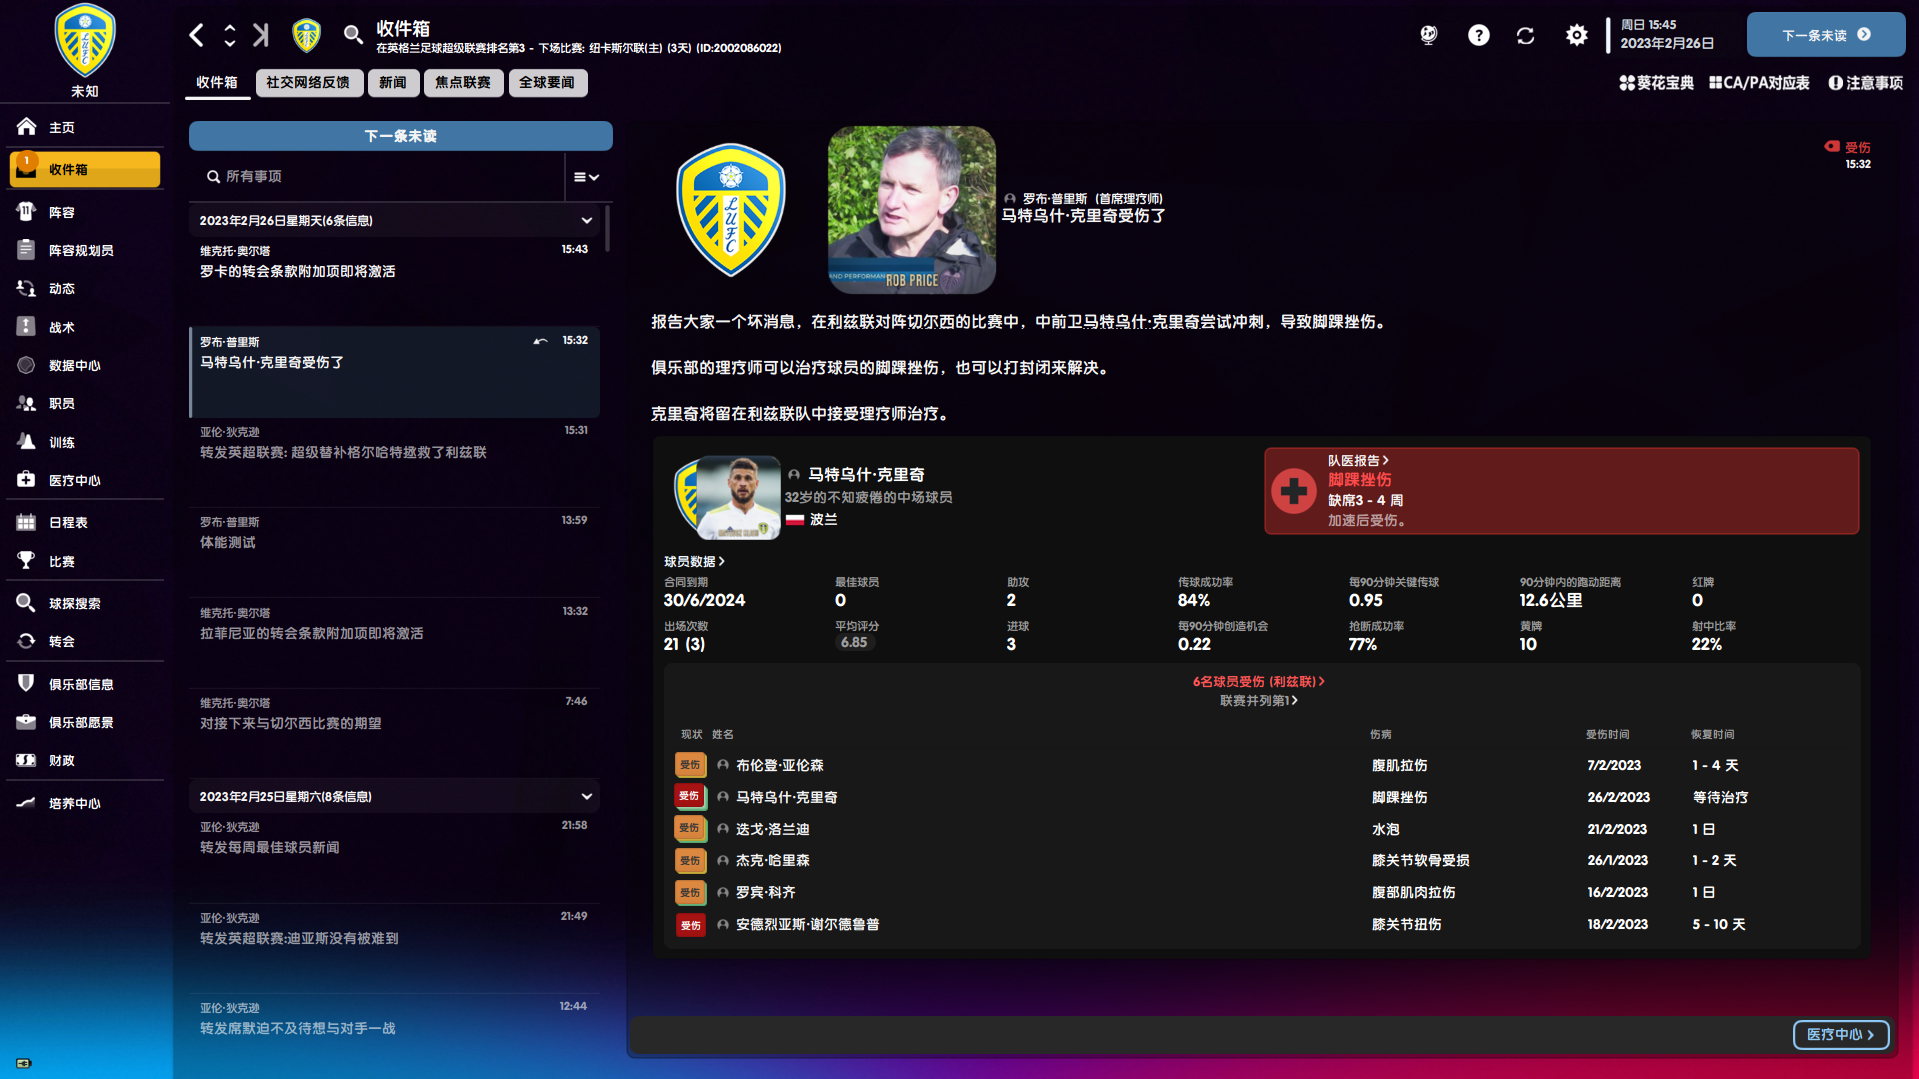 收件箱
在英格兰足球超级联赛排名第3 - 下场比赛: 纽卡斯尔联(主) (3天) (ID:2002086022)
周日 15:45
2023年2月26日
下一条未读
未知
收件箱
社交网络反馈
新闻
焦点联赛
全球要闻
葵花宝典
CA/PA对应表
注意事项
主页
1
收件箱
阵容
阵容规划员
动态
战术
数据中心
职员
训练
医疗中心
日程表
比赛
球探搜索
转会
俱乐部信息
俱乐部愿景
财政
培养中心
下一条未读
所有事项
2023年2月26日星期天(6条信息)
维克托·奥尔塔 15:43
罗卡的转会条款附加项即将激活
罗布·普里斯 15:32
马特乌什·克里奇受伤了
亚伦·狄克逊 15:31
转发英超联赛: 超级替补格尔哈特拯救了利兹联
罗布·普里斯 13:59
体能测试
维克托·奥尔塔 13:32
拉菲尼亚的转会条款附加项即将激活
维克托·奥尔塔 7:46
对接下来与切尔西比赛的期望
2023年2月25日星期六(8条信息)
亚伦·狄克逊 21:58
转发每周最佳球员新闻
亚伦·狄克逊 21:49
转发英超联赛:迪亚斯没有被难到
亚伦·狄克逊 12:44
转发席默迫不及待想与对手一战
LUFC
AND PERFORMAN
ROB PRICE
罗布·普里斯 (首席理疗师)
马特乌什·克里奇受伤了
受伤
15:32
报告大家一个坏消息，在利兹联对阵切尔西的比赛中，中前卫马特乌什·克里奇尝试冲刺，导致脚踝挫伤。
俱乐部的理疗师可以治疗球员的脚踝挫伤，也可以打封闭来解决。
克里奇将留在利兹联队中接受理疗师治疗。
马特乌什·克里奇
32岁的不知疲倦的中场球员
波兰
队医报告
脚踝挫伤
缺席3 - 4 周
加速后受伤。
球员数据
合同到期 最佳球员 助攻 传球成功率 每90分钟关键传球 90分钟内的跑动距离 红牌
30/6/2024 0 2 84% 0.95 12.6公里 0
出场次数 平均评分 进球 每90分钟创造机会 抢断成功率 黄牌 射中比率
21 (3) 6.85 3 0.22 77% 10 22%
6名球员受伤 (利兹联)
联赛并列第1
现状 姓名 伤病 受伤时间 恢复时间
受伤 布伦登·亚伦森 腹肌拉伤 7/2/2023 1 - 4 天
受伤 马特乌什·克里奇 脚踝挫伤 26/2/2023 等待治疗
受伤 迭戈·洛兰迪 水泡 21/2/2023 1 日
受伤 杰克·哈里森 膝关节软骨受损 26/1/2023 1 - 2 天
受伤 罗宾·科齐 腹部肌肉拉伤 16/2/2023 1 日
受伤 安德烈亚斯·谢尔德鲁普 膝关节扭伤 18/2/2023 5 - 10 天
医疗中心